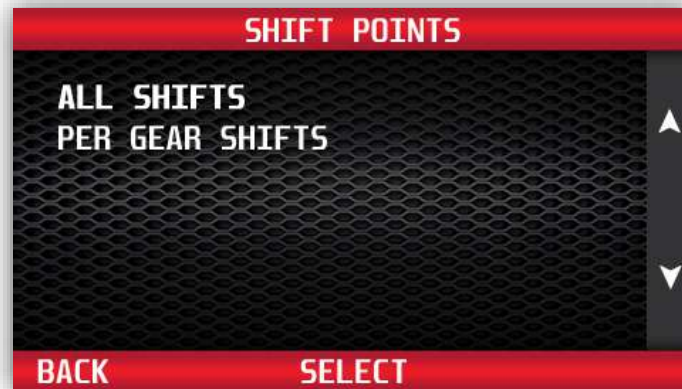 SHIFT POINTS
ALL SHIFTS
PER GEAR SHIFTS
BACK SELECT